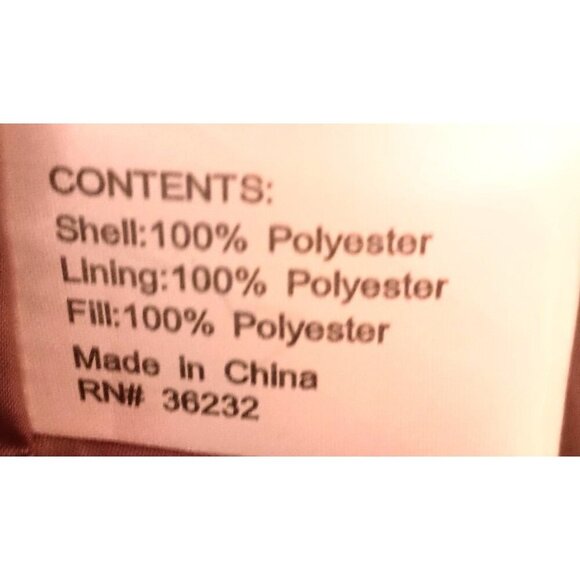 CONTENTS:
Shell:100% Polyester
Lining:100% Polyester
Fill:100% Polyester
Made in China
RN# 36232